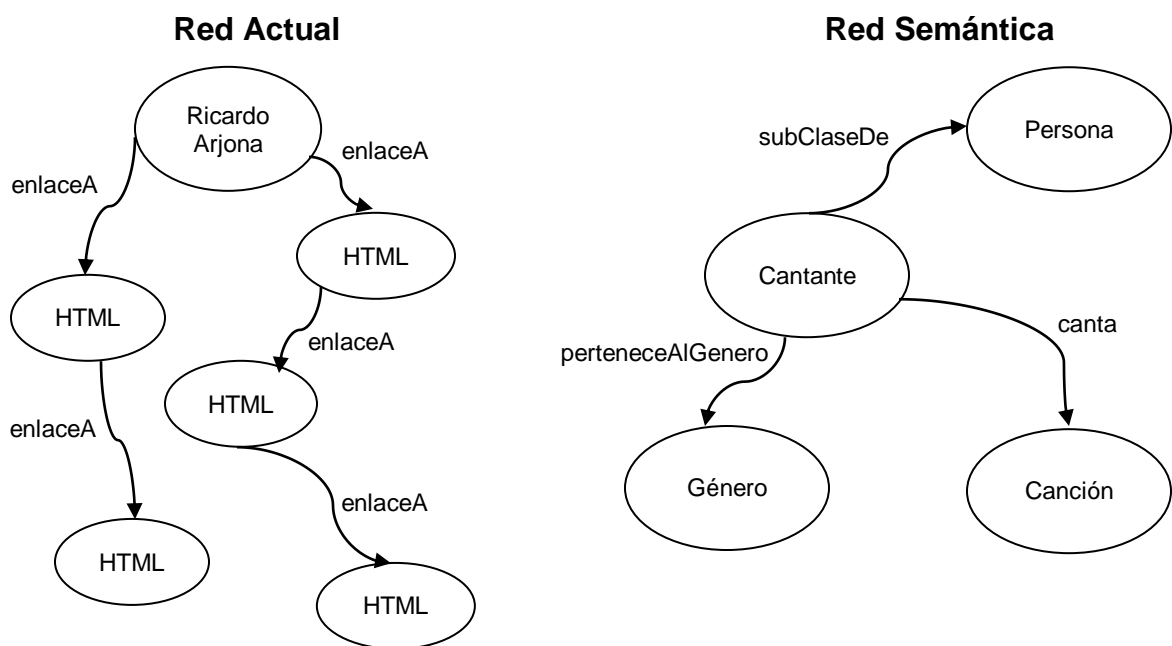 Red Actual
Ricardo
Arjona
enlaceA
enlaceA
HTML
HTML
enlaceA
HTML
enlaceA
enlaceA
HTML
HTML
Red Semántica
Persona
subClaseDe
Cantante
canta
perteneceAlGenero
Género
Canción